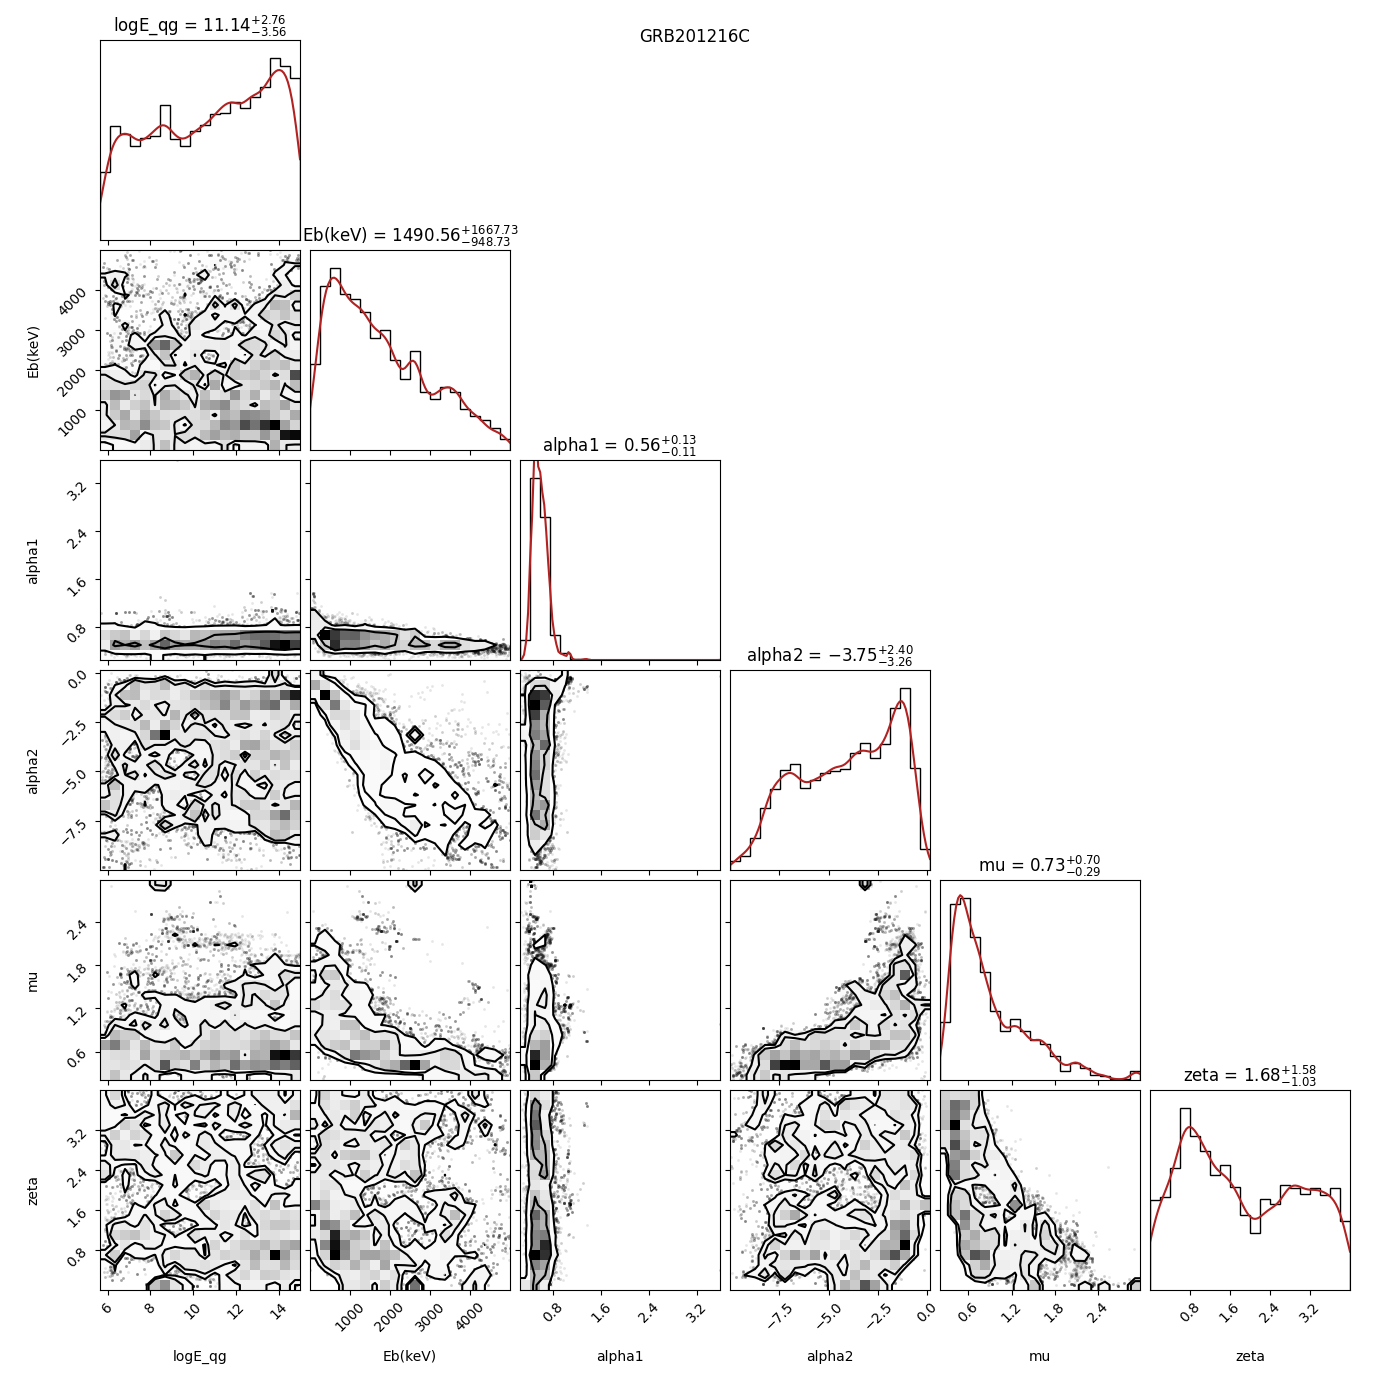 GRB201216C
logE_qg = 11.14+2.76−3.56
Eb(keV) = 1490.56+1667.73−948.73
4000
3000
2000
1000
Eb(keV)
alpha1 = 0.56+0.13−0.11
3.2
2.4
1.6
0.8
alpha1
alpha2 = −3.75+2.40−3.26
0.0
−2.5
−5.0
−7.5
alpha2
mu = 0.73+0.70−0.29
2.4
1.8
1.2
0.6
mu
zeta = 1.68+1.58−1.03
3.2
2.4
1.6
0.8
zeta
6 8 10 12 14 1000 2000 3000 4000 0.8 1.6 2.4 3.2 −7.5 −5.0 −2.5 0.0 0.6 1.2 1.8 2.4 0.8 1.6 2.4 3.2
logE_qg Eb(keV) alpha1 alpha2 mu zeta